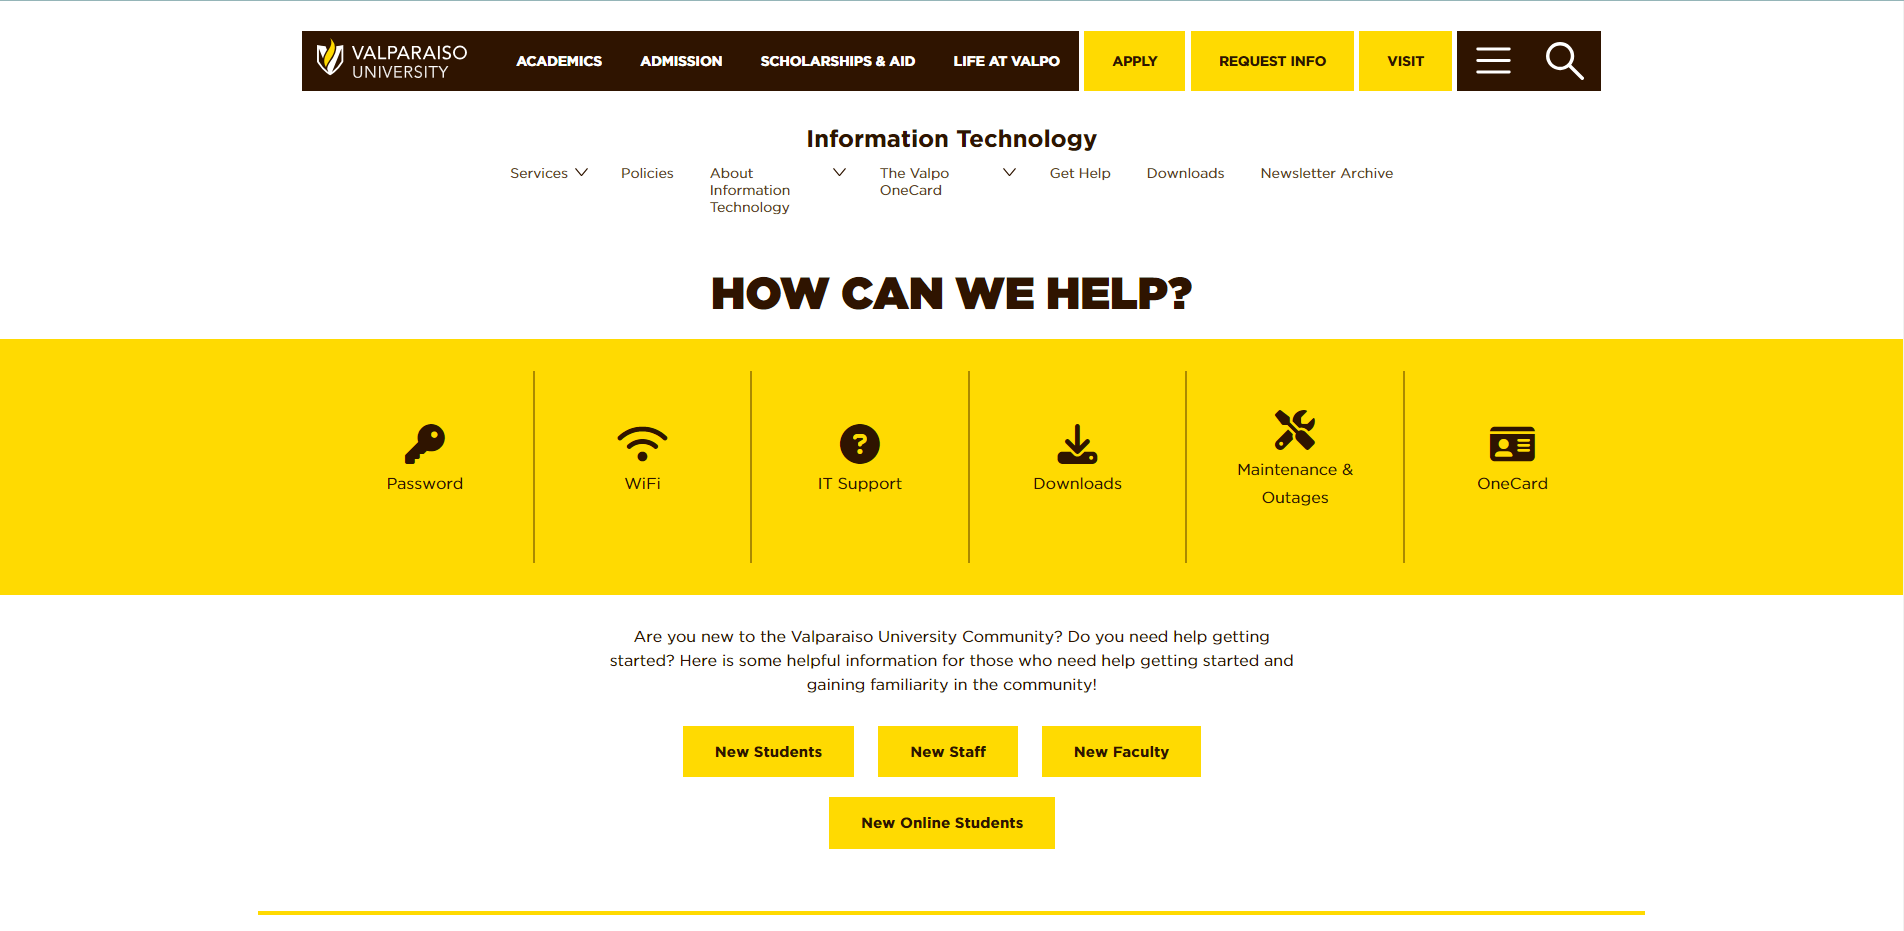 VALPARAISO
UNIVERSITY
ACADEMICS
ADMISSION
SCHOLARSHIPS & AID
LIFE AT VALPO
APPLY
REQUEST INFO
VISIT
Information Technology
Services
Policies
About
Information
Technology
The Valpo
OneCard
Get Help
Downloads
Newsletter Archive
HOW CAN WE HELP?
Password
WiFi
?
IT Support
Downloads
Maintenance &
Outages
OneCard
Are you new to the Valparaiso University Community? Do you need help getting
started? Here is some helpful information for those who need help getting started and
gaining familiarity in the community!
New Students
New Staff
New Faculty
New Online Students